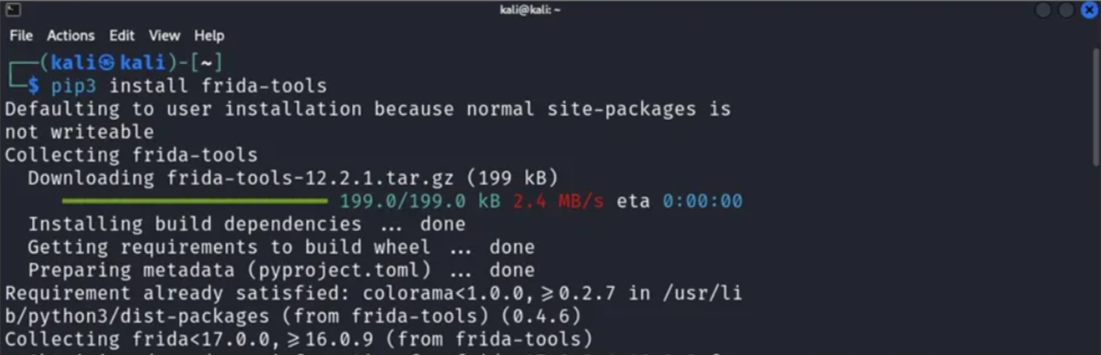 kali@kali: ~
File Actions Edit View Help
┌──(kali㉿kali)-[~]
└─$ pip3 install frida-tools
Defaulting to user installation because normal site-packages is
not writeable
Collecting frida-tools
Downloading frida-tools-12.2.1.tar.gz (199 kB)
━━━━━━━━━━━━━━━━━━━━━━━ 199.0/199.0 kB 2.4 MB/s eta 0:00:00
Installing build dependencies ... done
Getting requirements to build wheel ... done
Preparing metadata (pyproject.toml) ... done
Requirement already satisfied: colorama<1.0.0,>=0.2.7 in /usr/li
b/python3/dist-packages (from frida-tools) (0.4.6)
Collecting frida<17.0.0,>=16.0.9 (from frida-tools)